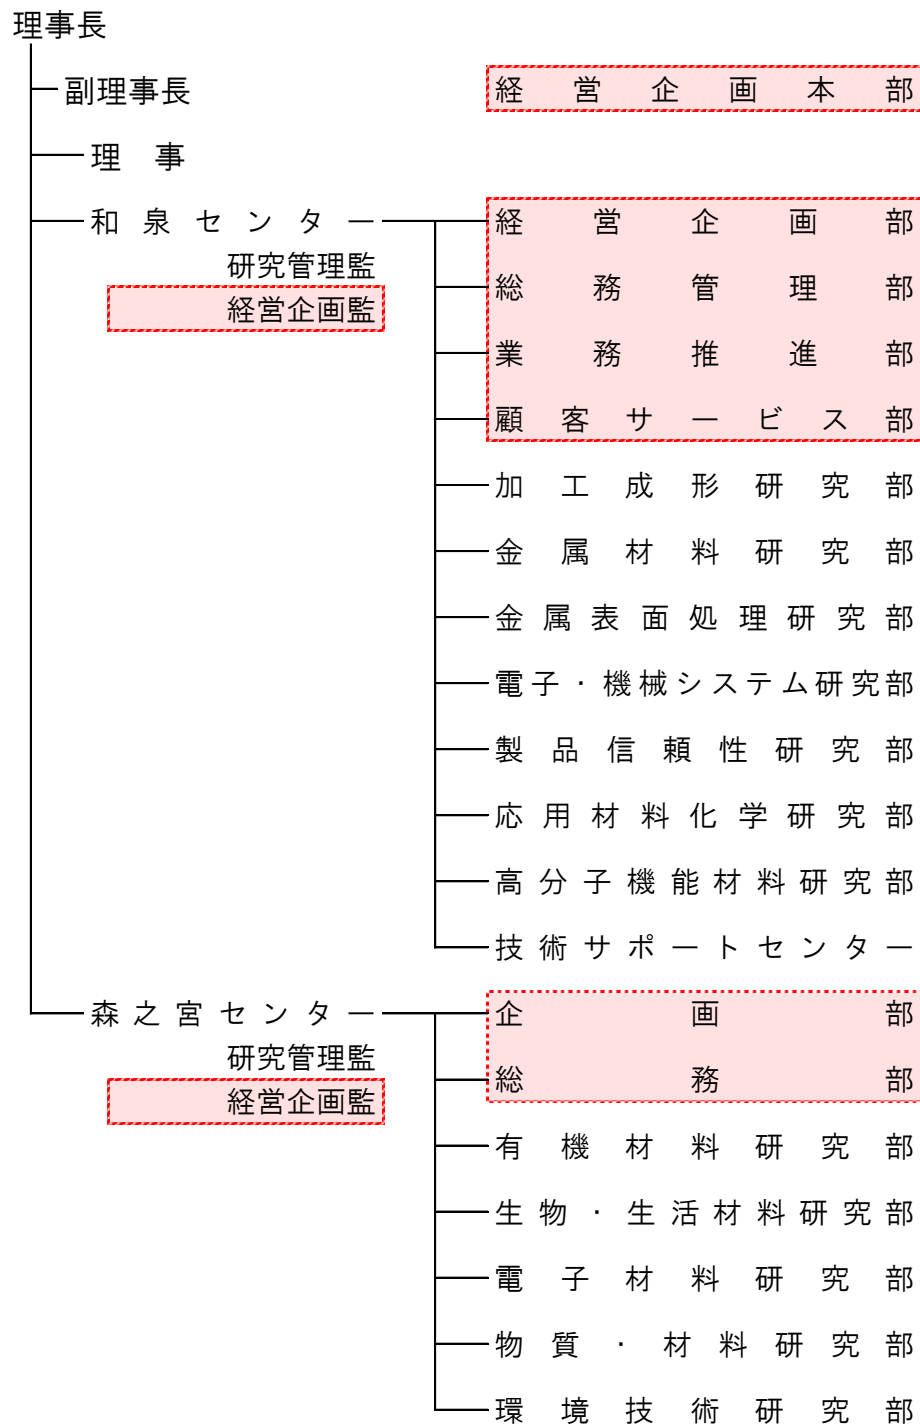 理事長
副理事長
経営企画本部
理事
和泉センター
経営企画部
研究管理監
総務管理部
経営企画監
業務推進部
顧客サービス部
加工成形研究部
金属材料研究部
金属表面処理研究部
電子・機械システム研究部
製品信頼性研究部
応用材料化学研究部
高分子機能材料研究部
技術サポートセンター
森之宮センター
企画部
研究管理監
総務部
経営企画監
有機材料研究部
生物・生活材料研究部
電子材料研究部
物質・材料研究部
環境技術研究部